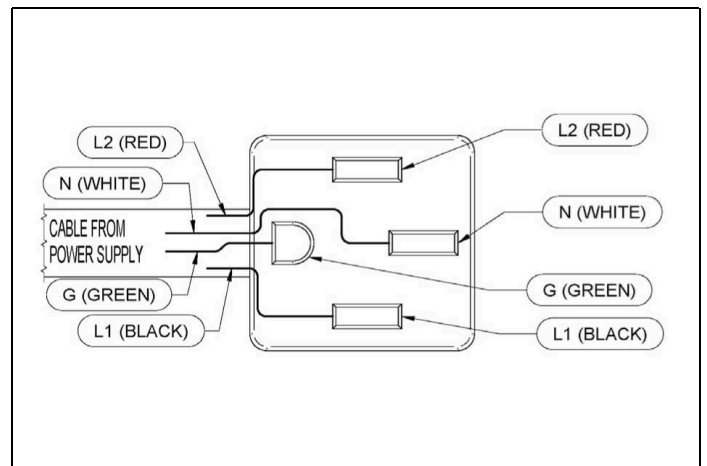 L2 (RED)
N (WHITE)
CABLE FROM
POWER SUPPLY
G (GREEN)
L1 (BLACK)
L2 (RED)
N (WHITE)
G (GREEN)
L1 (BLACK)